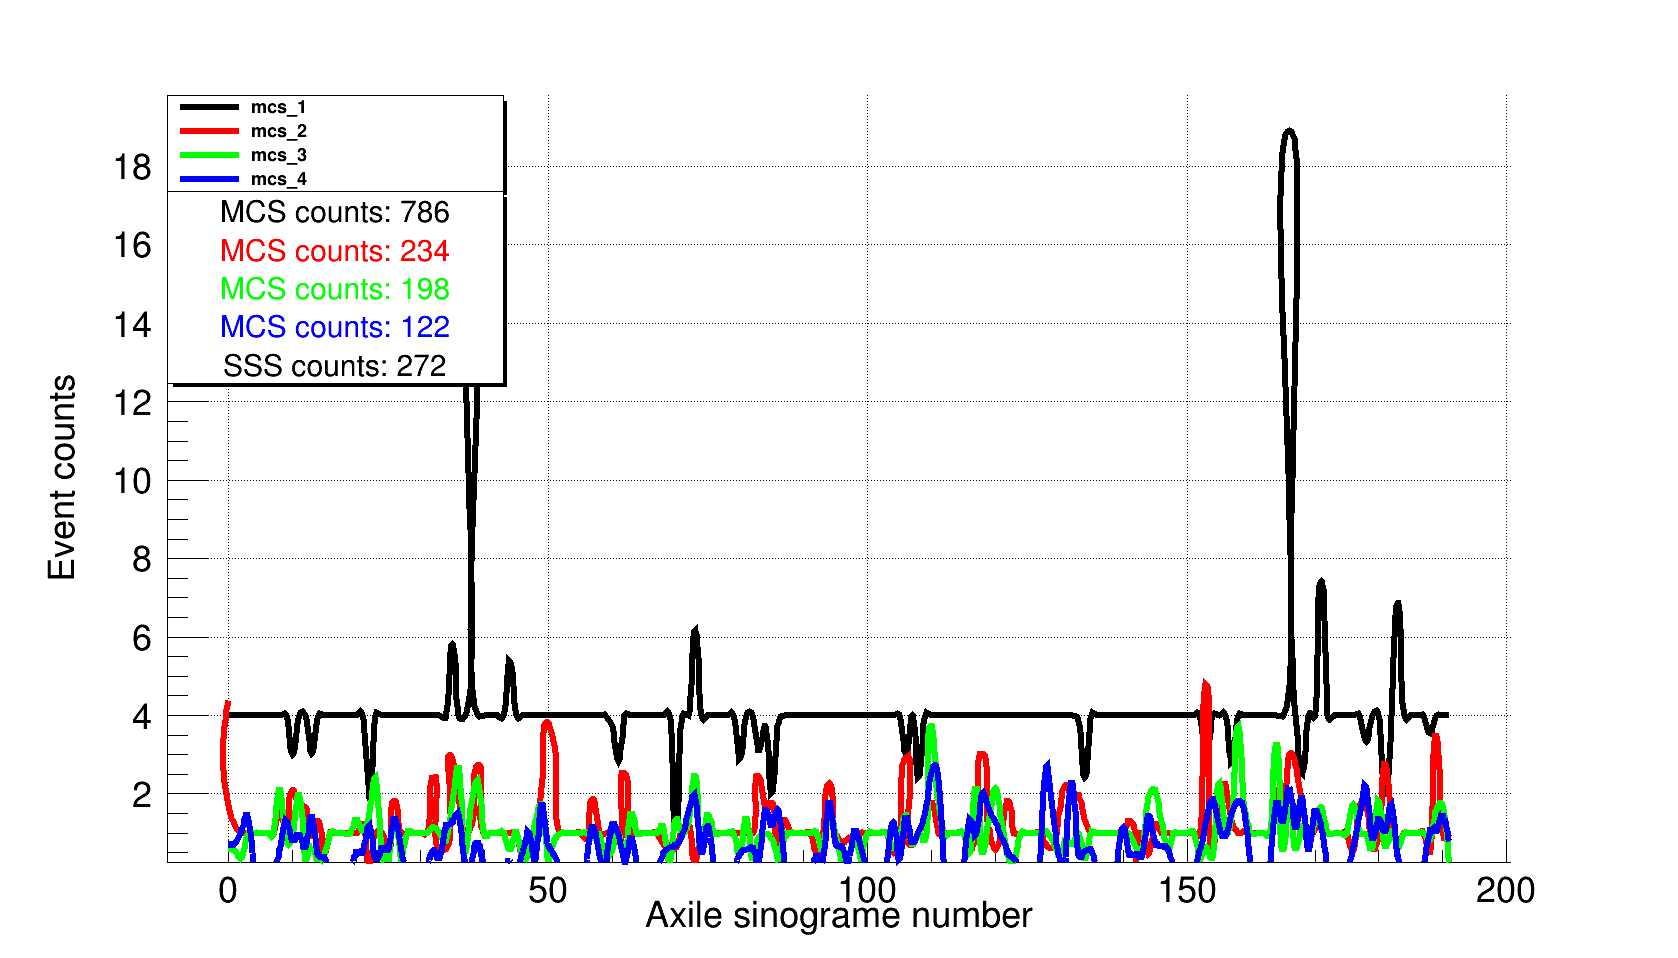 mcs_1
mcs_2
mcs_3
mcs_4
MCS counts: 786
MCS counts: 234
MCS counts: 198
MCS counts: 122
SSS counts: 272
18
16
14
12
10
8
6
4
2
Event counts
0 50 100 150 200
Axile sinograme number